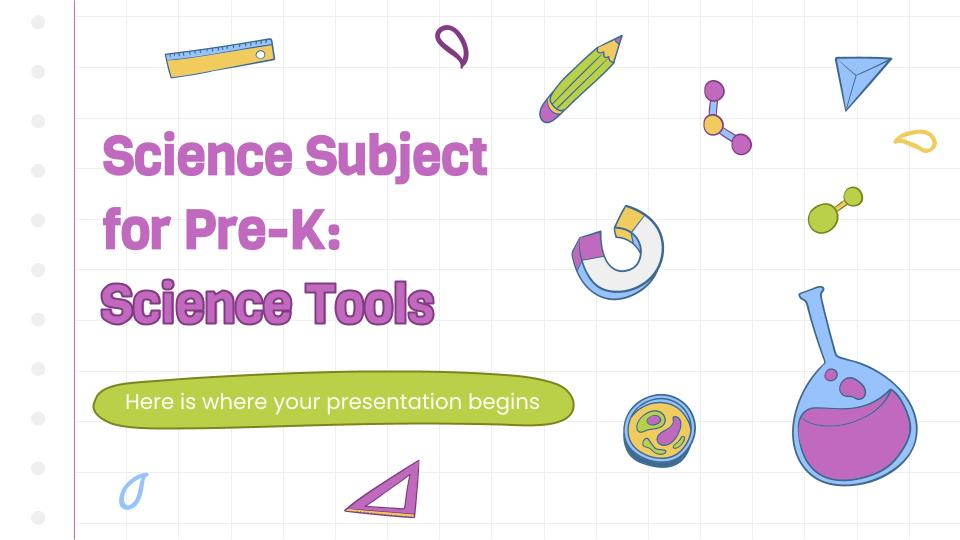 Science Subject
for Pre-K:
Science Tools
Here is where your presentation begins